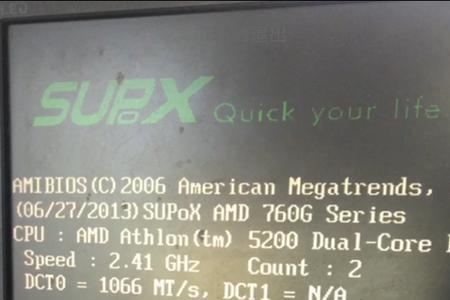 SUPoX Quick your life
AMIBIOS(C)2006 American Megatrends,
(06/27/2013)SUPoX AMD 760G Series
CPU : AMD Athlon(tm) 5200 Dual-Core
Speed : 2.41 GHz Count : 2
DCT0 = 1066 MT/s, DCT1 = N/A